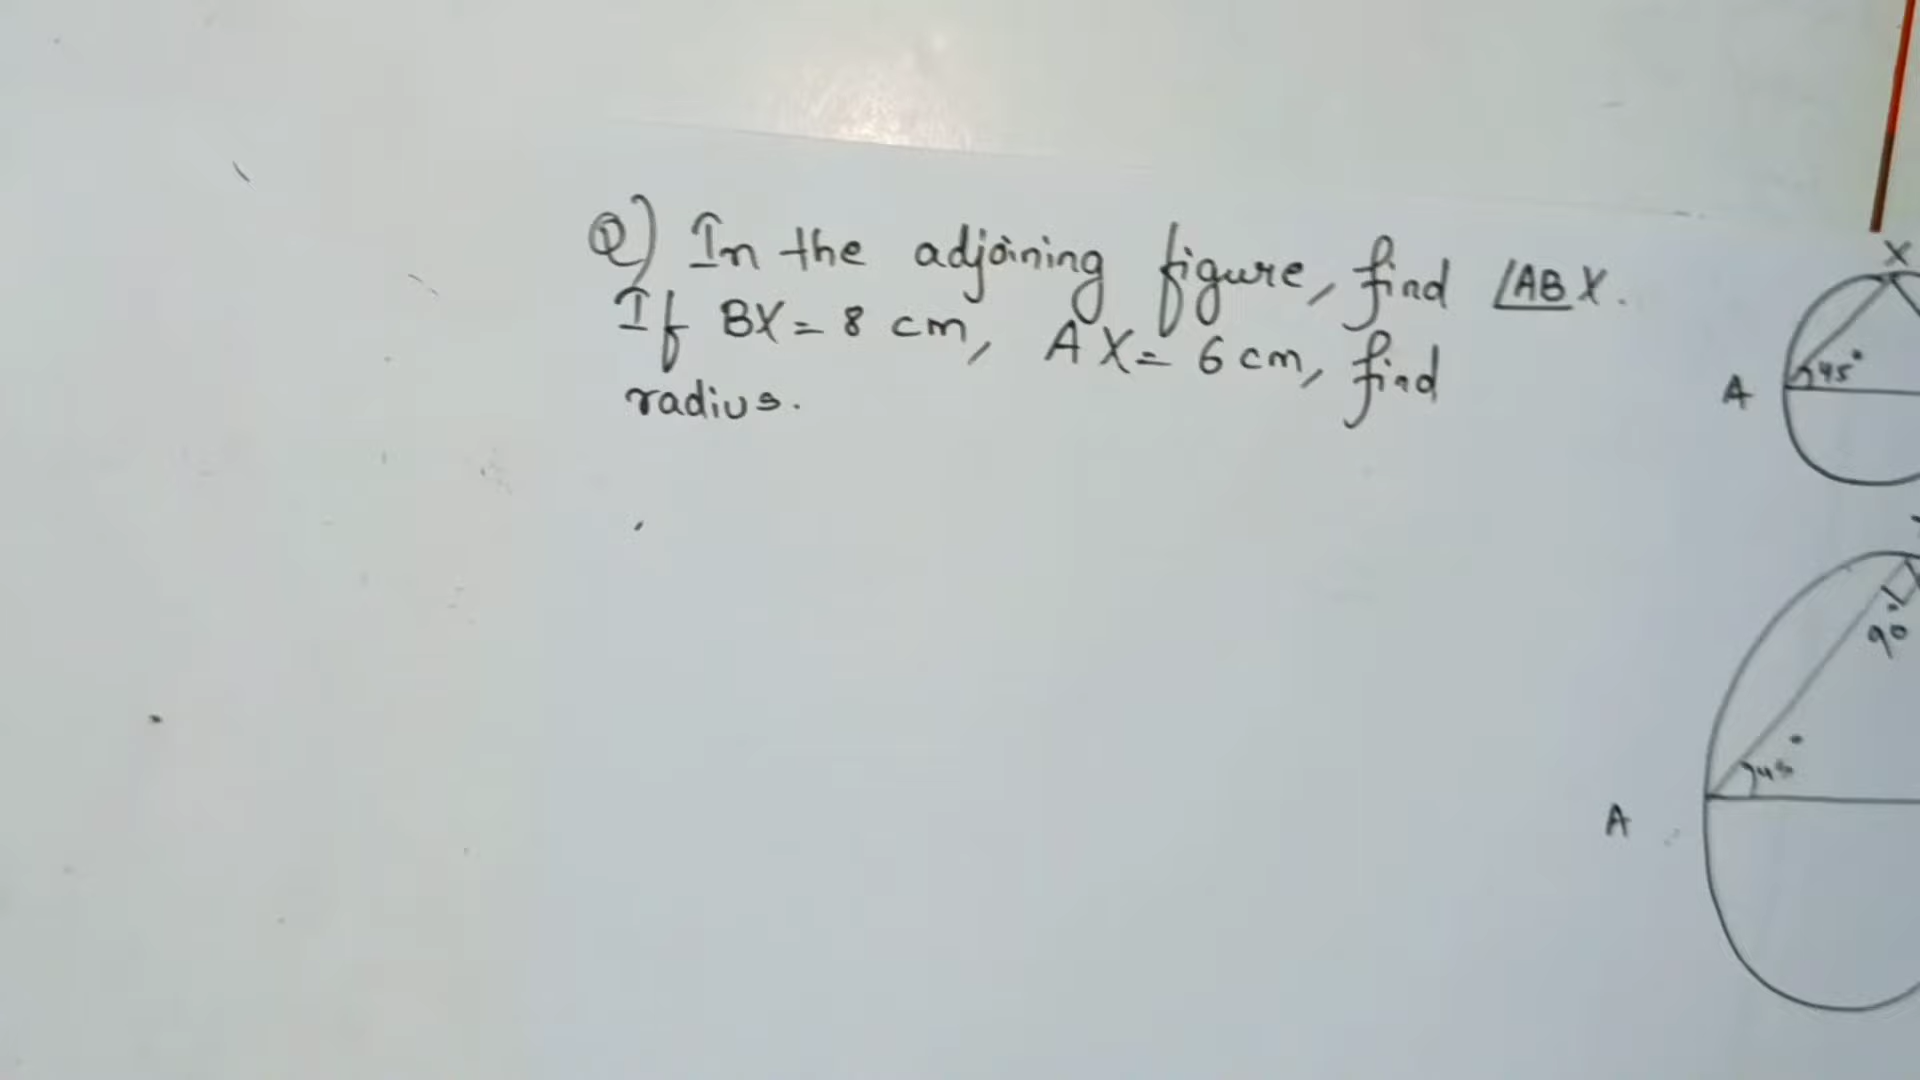 Q) In the adjoining figure, find ∠ABX.
If BX = 8 cm, AX = 6 cm, find
radius.
X
45°
A
90°
45°
A